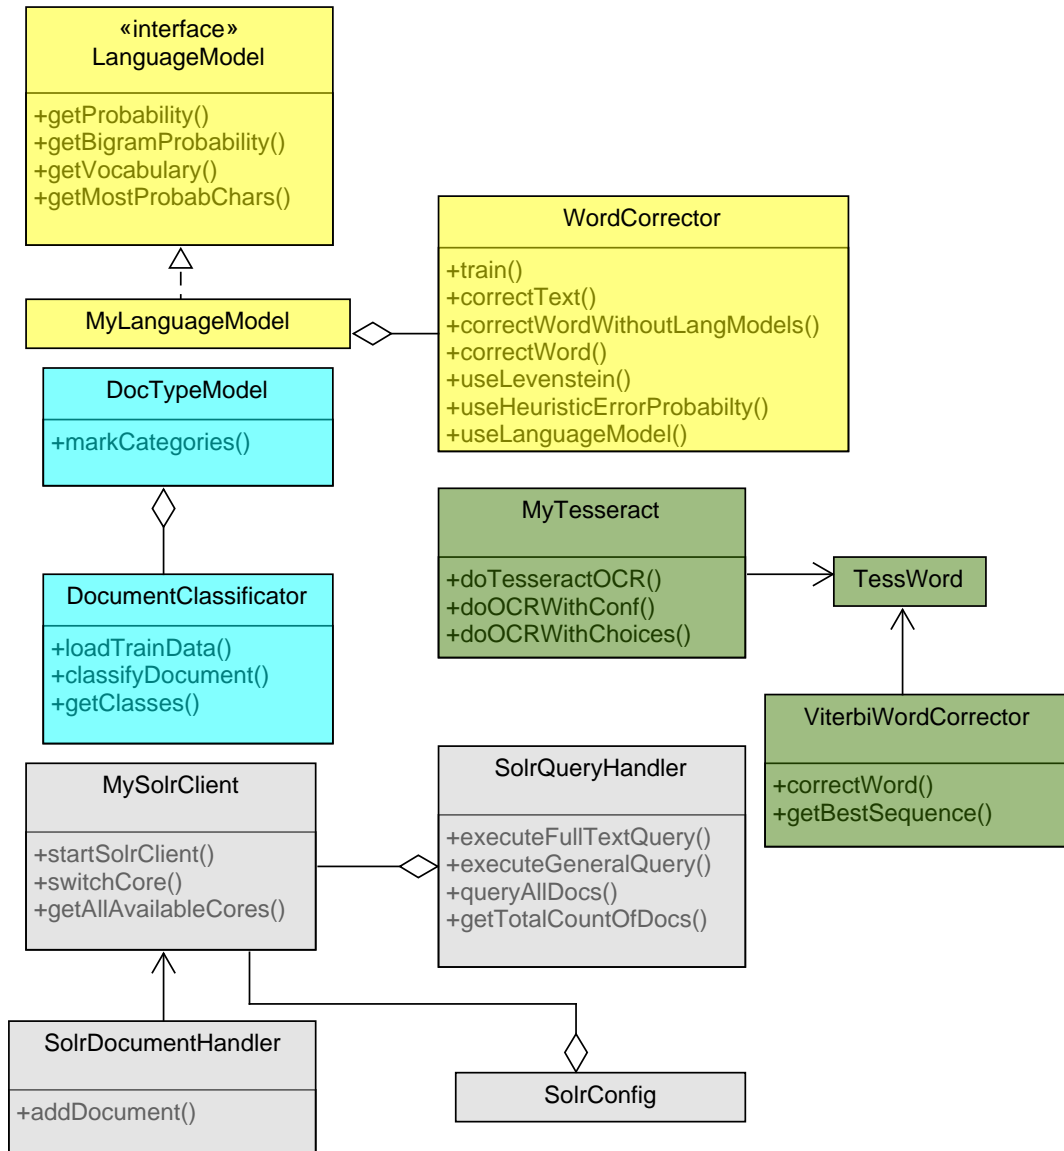 «interface»
LanguageModel
+getProbability()
+getBigramProbability()
+getVocabulary()
+getMostProbabChars()
WordCorrector
+train()
+correctText()
+correctWordWithoutLangModels()
+correctWord()
+useLevenstein()
+useHeuristicErrorProbabilty()
+useLanguageModel()
MyLanguageModel
DocTypeModel
+markCategories()
MyTesseract
+doTesseractOCR()
+doOCRWithConf()
+doOCRWithChoices()
TessWord
DocumentClassificator
+loadTrainData()
+classifyDocument()
+getClasses()
ViterbiWordCorrector
+correctWord()
+getBestSequence()
MySolrClient
+startSolrClient()
+switchCore()
+getAllAvailableCores()
SolrQueryHandler
+executeFullTextQuery()
+executeGeneralQuery()
+queryAllDocs()
+getTotalCountOfDocs()
SolrDocumentHandler
+addDocument()
SolrConfig